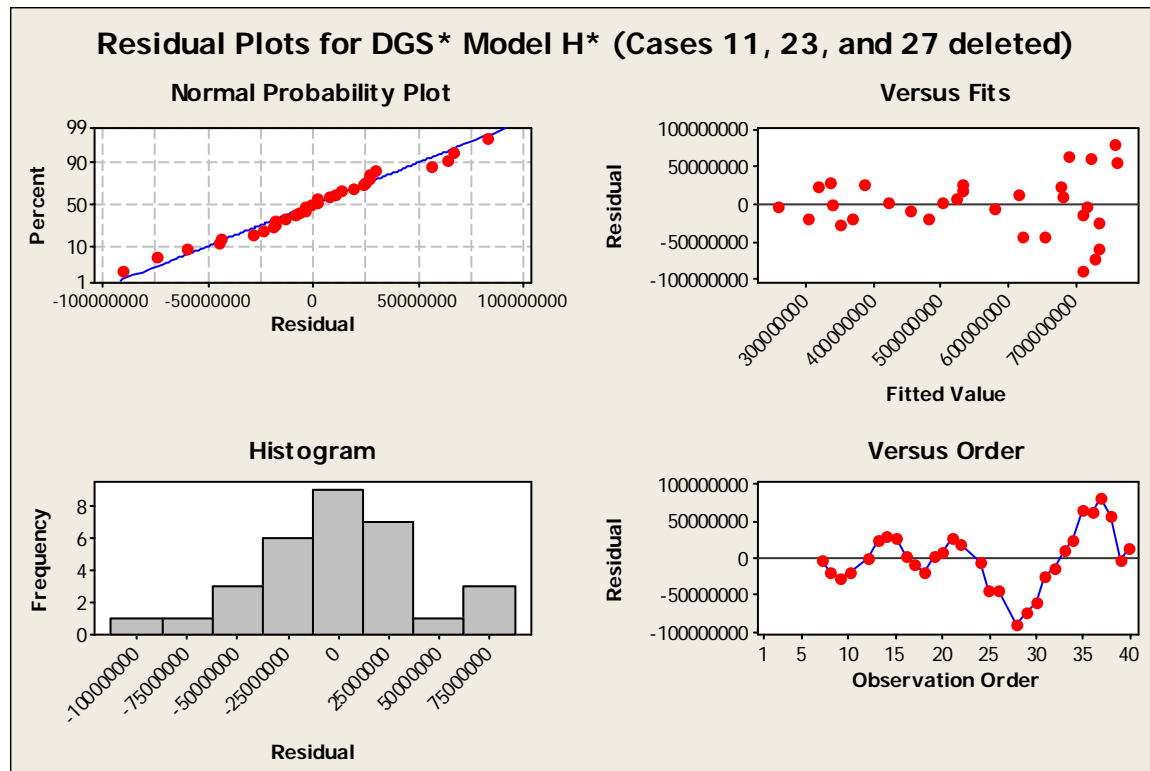 Residual Plots for DGS* Model H* (Cases 11, 23, and 27 deleted)
Normal Probability Plot
Percent
99
90
50
10
1
-100000000 -50000000 0 50000000 100000000
Residual
Versus Fits
Residual
100000000
50000000
0
-50000000
-100000000
300000000 400000000 500000000 600000000 700000000
Fitted Value
Histogram
Frequency
8
6
4
2
0
-100000000 -75000000 -50000000 -25000000 0 25000000 50000000 75000000
Residual
Versus Order
Residual
100000000
50000000
0
-50000000
-100000000
1 5 10 15 20 25 30 35 40
Observation Order